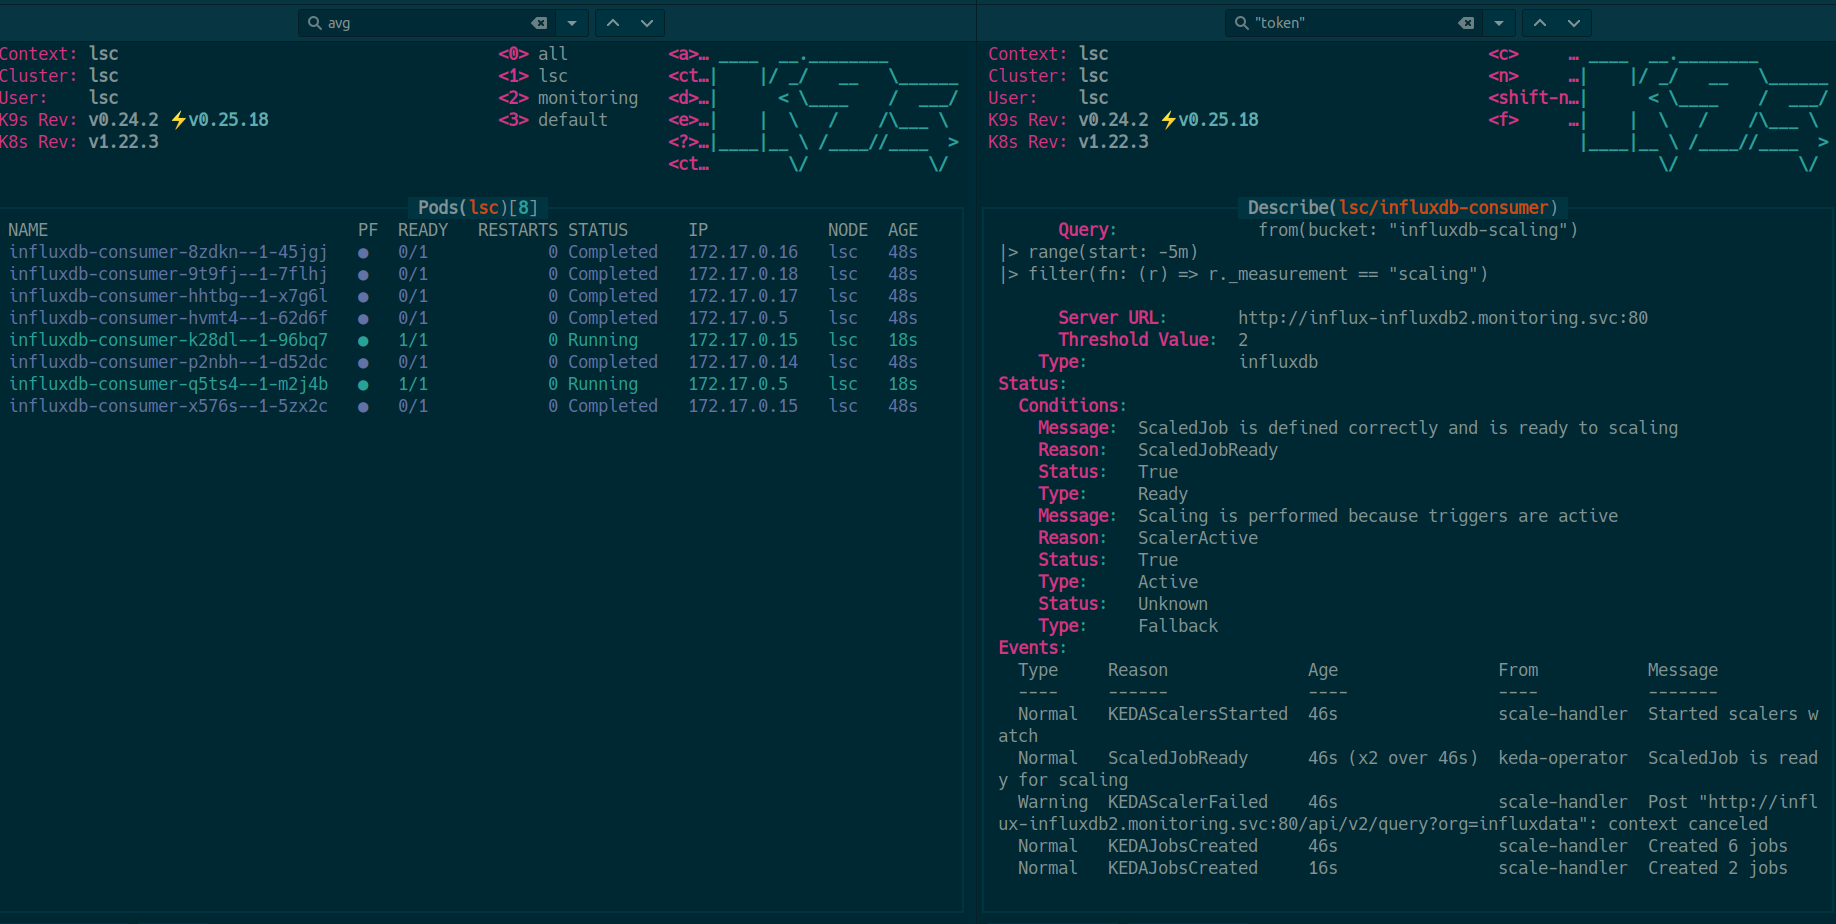 avg
Context: lsc <0> all <a>…
Cluster: lsc <1> lsc <ct…
User: lsc <2> monitoring <d>…
K9s Rev: v0.24.2 ⚡v0.25.18 <3> default <e>…
K8s Rev: v1.22.3 <?>…
<ct…
Pods(lsc)[8]
NAME PF READY RESTARTS STATUS IP NODE AGE
influxdb-consumer-8zdkn--1-45jgj ● 0/1 0 Completed 172.17.0.16 lsc 48s
influxdb-consumer-9t9fj--1-7flhj ● 0/1 0 Completed 172.17.0.18 lsc 48s
influxdb-consumer-hhtbg--1-x7g6l ● 0/1 0 Completed 172.17.0.17 lsc 48s
influxdb-consumer-hvmt4--1-62d6f ● 0/1 0 Completed 172.17.0.5 lsc 48s
influxdb-consumer-k28dl--1-96bq7 ● 1/1 0 Running 172.17.0.15 lsc 18s
influxdb-consumer-p2nbh--1-d52dc ● 0/1 0 Completed 172.17.0.14 lsc 48s
influxdb-consumer-q5ts4--1-m2j4b ● 1/1 0 Running 172.17.0.5 lsc 18s
influxdb-consumer-x576s--1-5zx2c ● 0/1 0 Completed 172.17.0.15 lsc 48s
"token"
Context: lsc <c> …
Cluster: lsc <n> …
User: lsc <shift-n…
K9s Rev: v0.24.2 ⚡v0.25.18 <f> …
K8s Rev: v1.22.3
Describe(lsc/influxdb-consumer)
Query: from(bucket: "influxdb-scaling")
|> range(start: -5m)
|> filter(fn: (r) => r._measurement == "scaling")
Server URL: http://influx-influxdb2.monitoring.svc:80
Threshold Value: 2
Type: influxdb
Status:
Conditions:
Message: ScaledJob is defined correctly and is ready to scaling
Reason: ScaledJobReady
Status: True
Type: Ready
Message: Scaling is performed because triggers are active
Reason: ScalerActive
Status: True
Type: Active
Status: Unknown
Type: Fallback
Events:
Type Reason Age From Message
---- ------ ---- ---- -------
Normal KEDAScalersStarted 46s scale-handler Started scalers w
atch
Normal ScaledJobReady 46s (x2 over 46s) keda-operator ScaledJob is read
y for scaling
Warning KEDAScalerFailed 46s scale-handler Post "http://infl
ux-influxdb2.monitoring.svc:80/api/v2/query?org=influxdata": context canceled
Normal KEDAJobsCreated 46s scale-handler Created 6 jobs
Normal KEDAJobsCreated 16s scale-handler Created 2 jobs